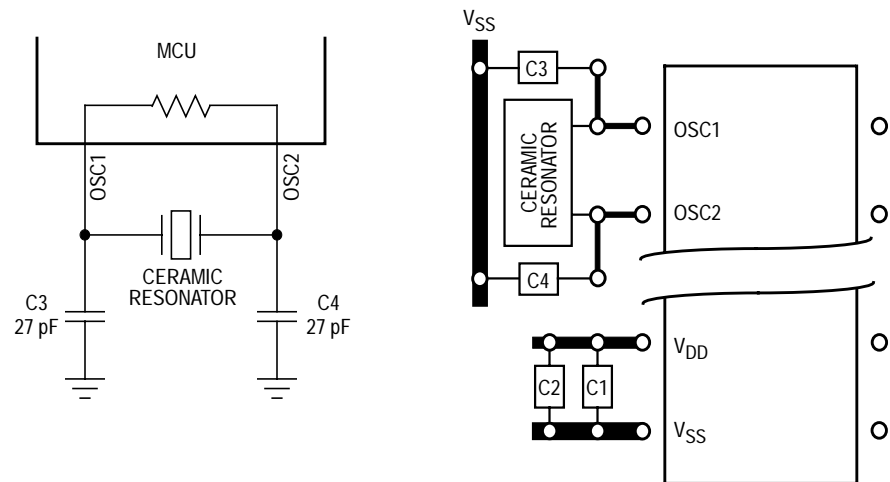 MCU
OSC1
OSC2
CERAMIC
RESONATOR
C3
27 pF
C4
27 pF
VSS
C3
OSC1
CERAMIC
RESONATOR
OSC2
C4
VDD
C2
C1
VSS